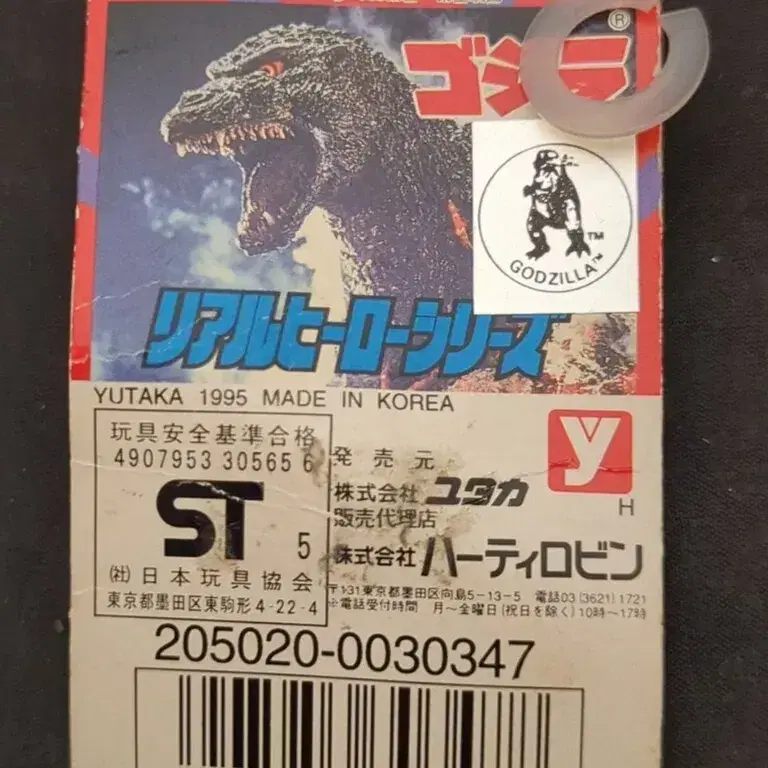 ゴジラ®
TM
GODZILLA™
リアルヒーローシリーズ
YUTAKA 1995 MADE IN KOREA
玩具安全基準合格
4907953 30565 6
ST 5
(社)日本玩具協会
東京都墨田区東駒形4-22-4
発売元
株式会社 ユタカ
販売代理店
株式会社 ハーティロビン
y
H
〒131東京都墨田区向島5-13-5 電話03(3621)1721
※電話受付時間 月〜金曜日(祝日を除く)10時〜17時
205020-0030347